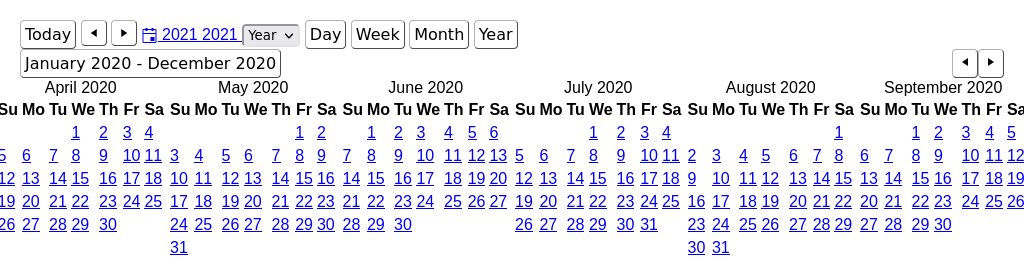 Today 2021 2021 Year Day Week Month Year
January 2020 - December 2020
April 2020 May 2020 June 2020 July 2020 August 2020 September 2020
Su Mo Tu We Th Fr Sa Su Mo Tu We Th Fr Sa Su Mo Tu We Th Fr Sa Su Mo Tu We Th Fr Sa Su Mo Tu We Th Fr Sa Su Mo Tu We Th Fr Sa
1 2 3 4 1 2 1 2 3 4 5 6 1 2 3 4 1 1 2 3 4 5
5 6 7 8 9 10 11 3 4 5 6 7 8 9 7 8 9 10 11 12 13 5 6 7 8 9 10 11 2 3 4 5 6 7 8 6 7 8 9 10 11 12
12 13 14 15 16 17 18 10 11 12 13 14 15 16 14 15 16 17 18 19 20 12 13 14 15 16 17 18 9 10 11 12 13 14 15 13 14 15 16 17 18 19
19 20 21 22 23 24 25 17 18 19 20 21 22 23 21 22 23 24 25 26 27 19 20 21 22 23 24 25 16 17 18 19 20 21 22 20 21 22 23 24 25 26
26 27 28 29 30 24 25 26 27 28 29 30 28 29 30 26 27 28 29 30 31 23 24 25 26 27 28 29 27 28 29 30
31 30 31